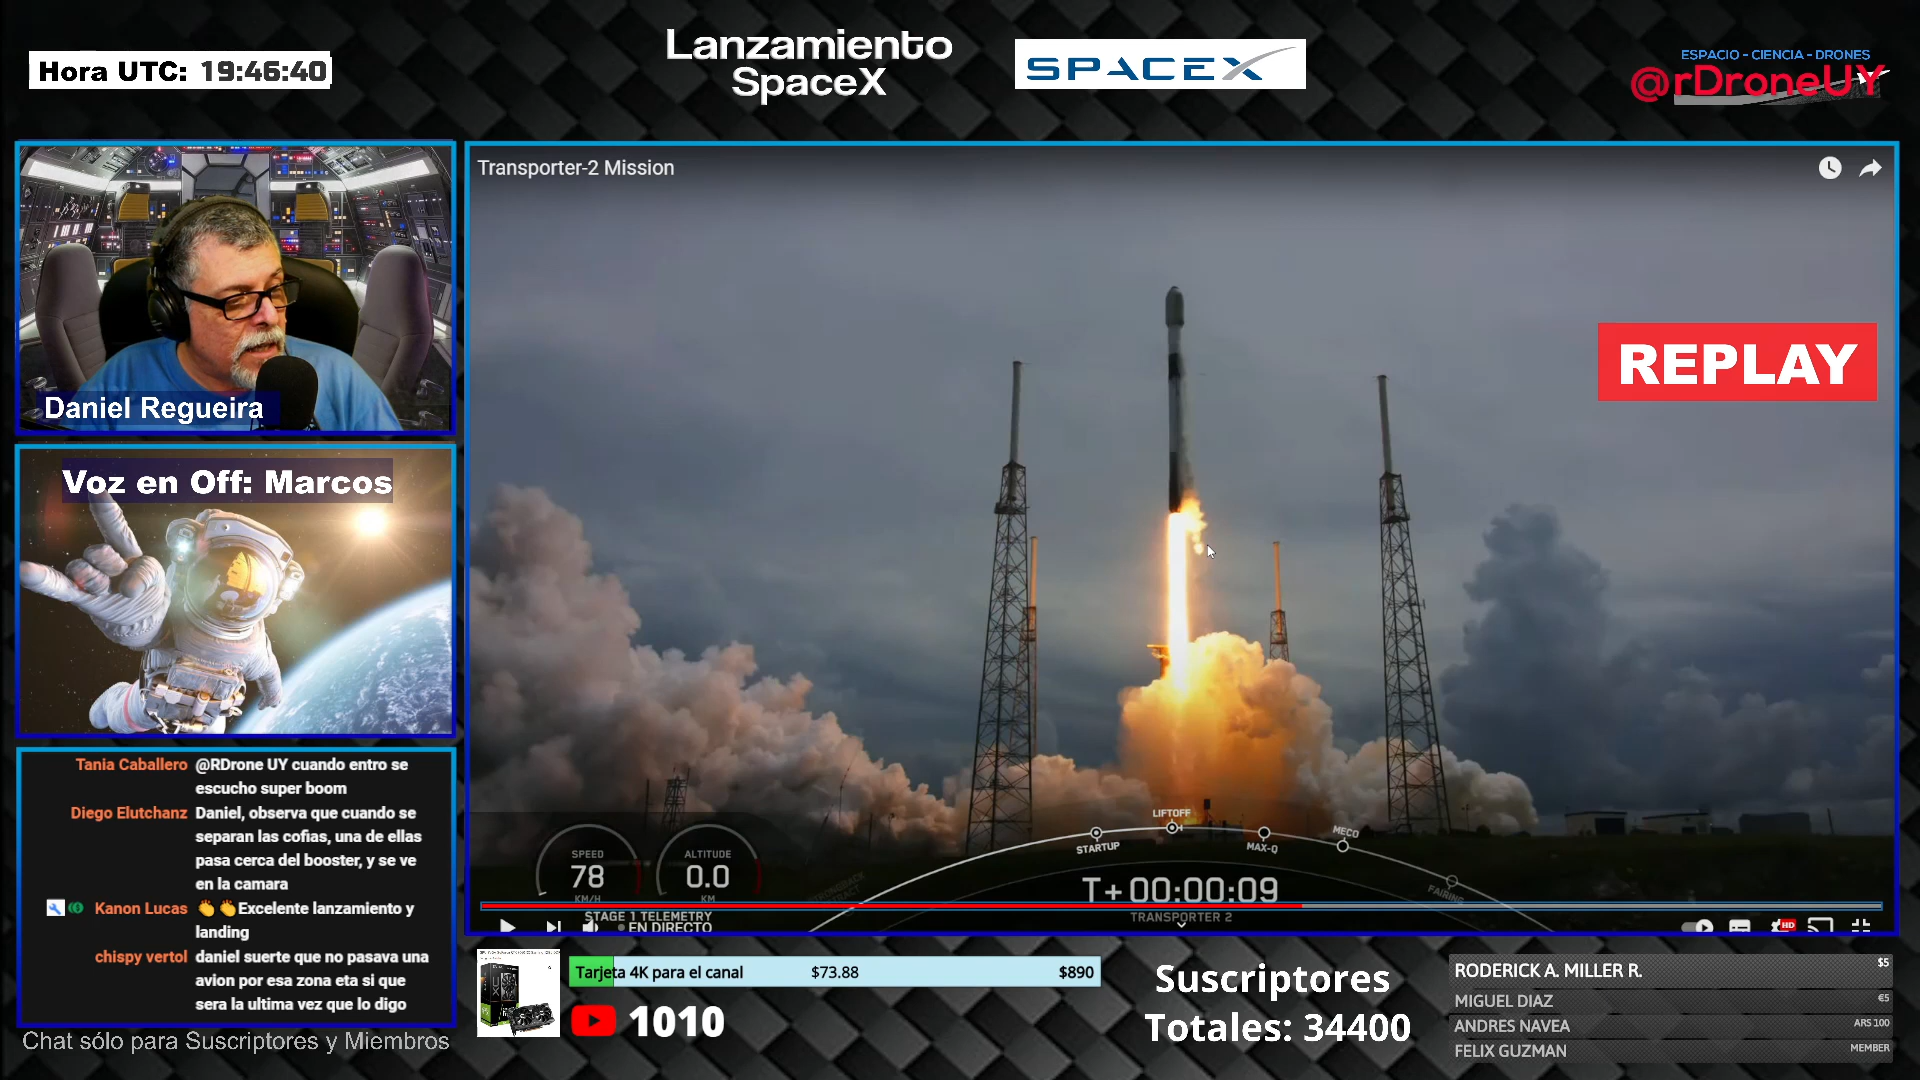 Hora UTC: 19:46:40
Lanzamiento
SpaceX
SPACEX
ESPACIO - CIENCIA - DRONES
@rDroneUY
Daniel Regueira
Voz en Off: Marcos
Tania Caballero @RDrone UY cuando entro se
escucho super boom
Diego Elutchanz Daniel, observa que cuando se
separan las cofias, una de ellas
pasa cerca del booster, y se ve
en la camara
Kanon Lucas 👏👏Excelente lanzamiento y
landing
chispy vertol daniel suerte que no pasava una
avion por esa zona eta si que
sera la ultima vez que lo digo
Chat sólo para Suscriptores y Miembros
Transporter-2 Mission
REPLAY
SPEED
78
KM/H
ALTITUDE
0.0
KM
STAGE 1 TELEMETRY
EN DIRECTO
STARTUP
LIFTOFF
MAX-Q
MECO
FAIRING
T+00:00:09
TRANSPORTER 2
HD
Tarjeta 4K para el canal $73.88 $890
1010
Suscriptores
Totales: 34400
RODERICK A. MILLER R. $5
MIGUEL DIAZ €5
ANDRES NAVEA ARS 100
FELIX GUZMAN MEMBER